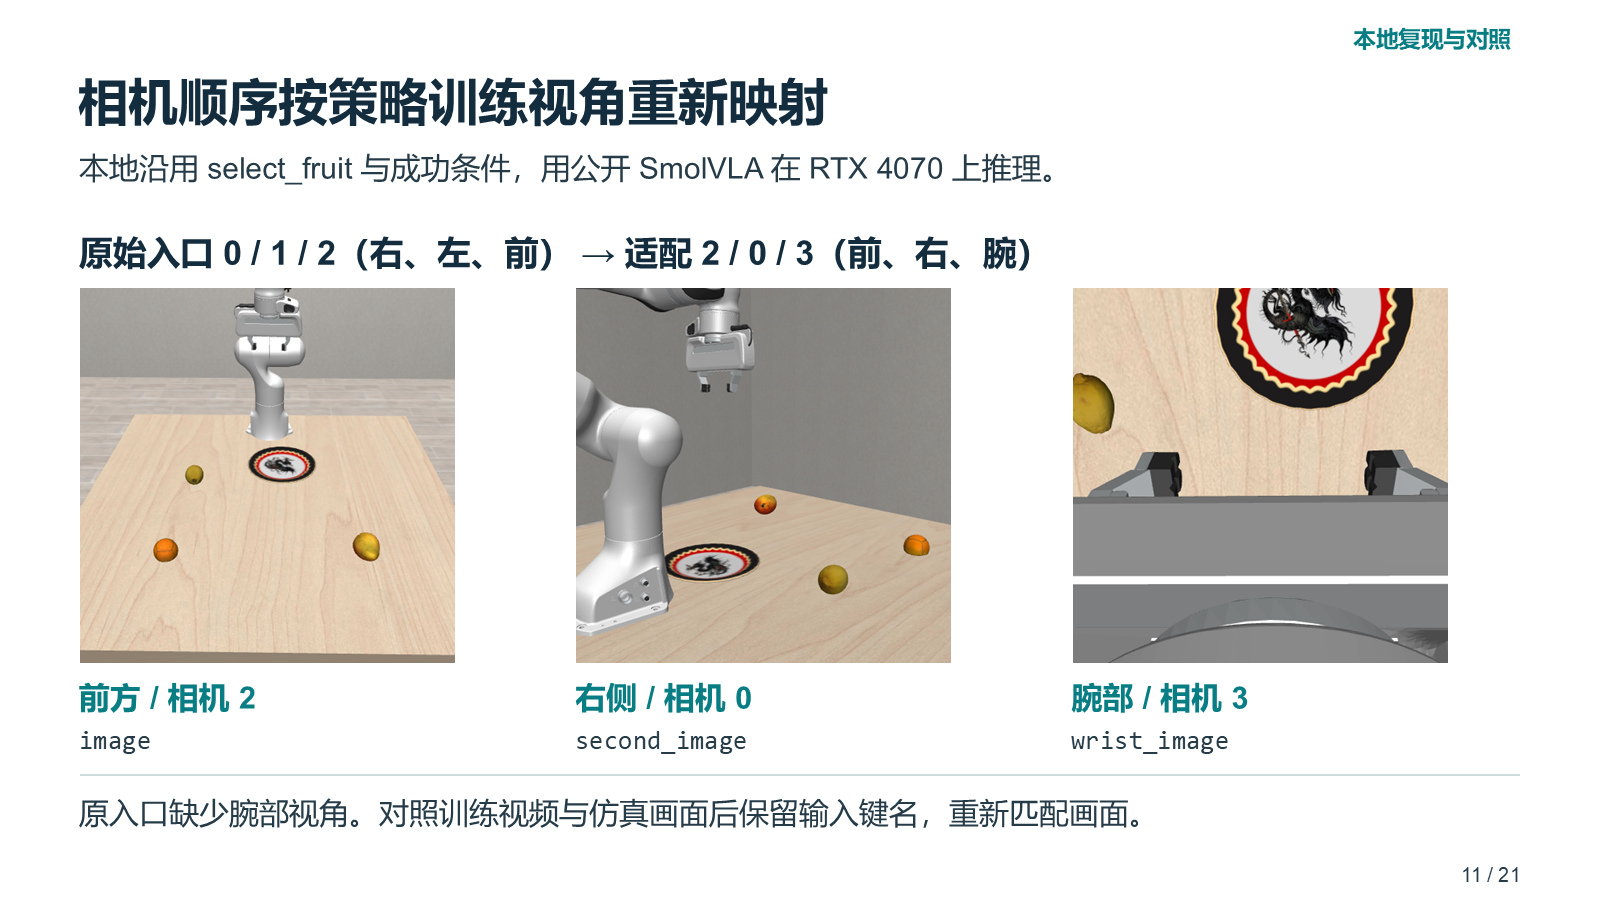 本地复现与对照
相机顺序按策略训练视角重新映射
本地沿用 select_fruit 与成功条件，用公开 SmolVLA 在 RTX 4070 上推理。
原始入口 0 / 1 / 2（右、左、前） → 适配 2 / 0 / 3（前、右、腕）
前方 / 相机 2
image
右侧 / 相机 0
second_image
腕部 / 相机 3
wrist_image
原入口缺少腕部视角。对照训练视频与仿真画面后保留输入键名，重新匹配画面。
11 / 21